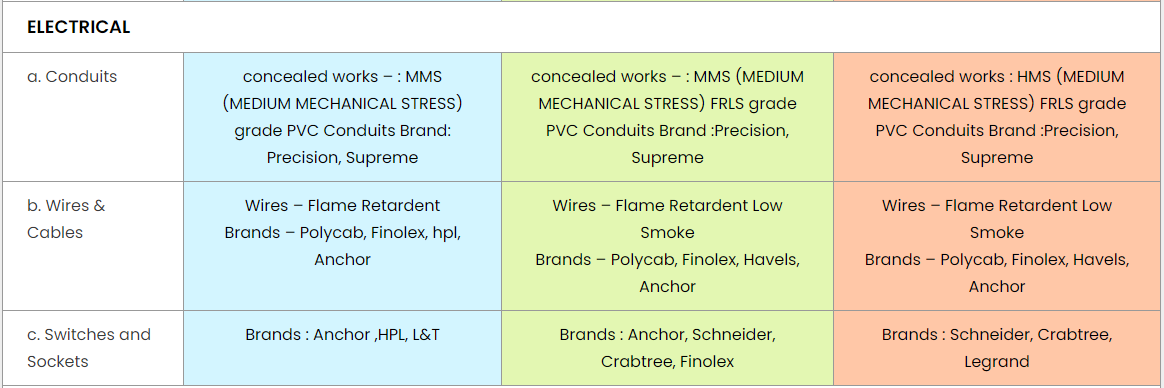 ELECTRICAL
a. Conduits
concealed works – : MMS
(MEDIUM MECHANICAL STRESS)
grade PVC Conduits Brand:
Precision, Supreme
concealed works – : MMS (MEDIUM
MECHANICAL STRESS) FRLS grade
PVC Conduits Brand :Precision,
Supreme
concealed works : HMS (MEDIUM
MECHANICAL STRESS) FRLS grade
PVC Conduits Brand :Precision,
Supreme
b. Wires &
Cables
Wires – Flame Retardent
Brands – Polycab, Finolex, hpl,
Anchor
Wires – Flame Retardent Low
Smoke
Brands – Polycab, Finolex, Havels,
Anchor
Wires – Flame Retardent Low
Smoke
Brands – Polycab, Finolex, Havels,
Anchor
c. Switches and
Sockets
Brands : Anchor ,HPL, L&T
Brands : Anchor, Schneider,
Crabtree, Finolex
Brands : Schneider, Crabtree,
Legrand